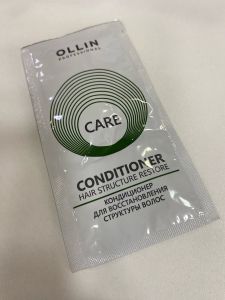 OLLIN
PROFESSIONAL
CARE
CONDITIONER
HAIR STRUCTURE RESTORE
КОНДИЦИОНЕР
ДЛЯ ВОССТАНОВЛЕНИЯ
СТРУКТУРЫ ВОЛОС